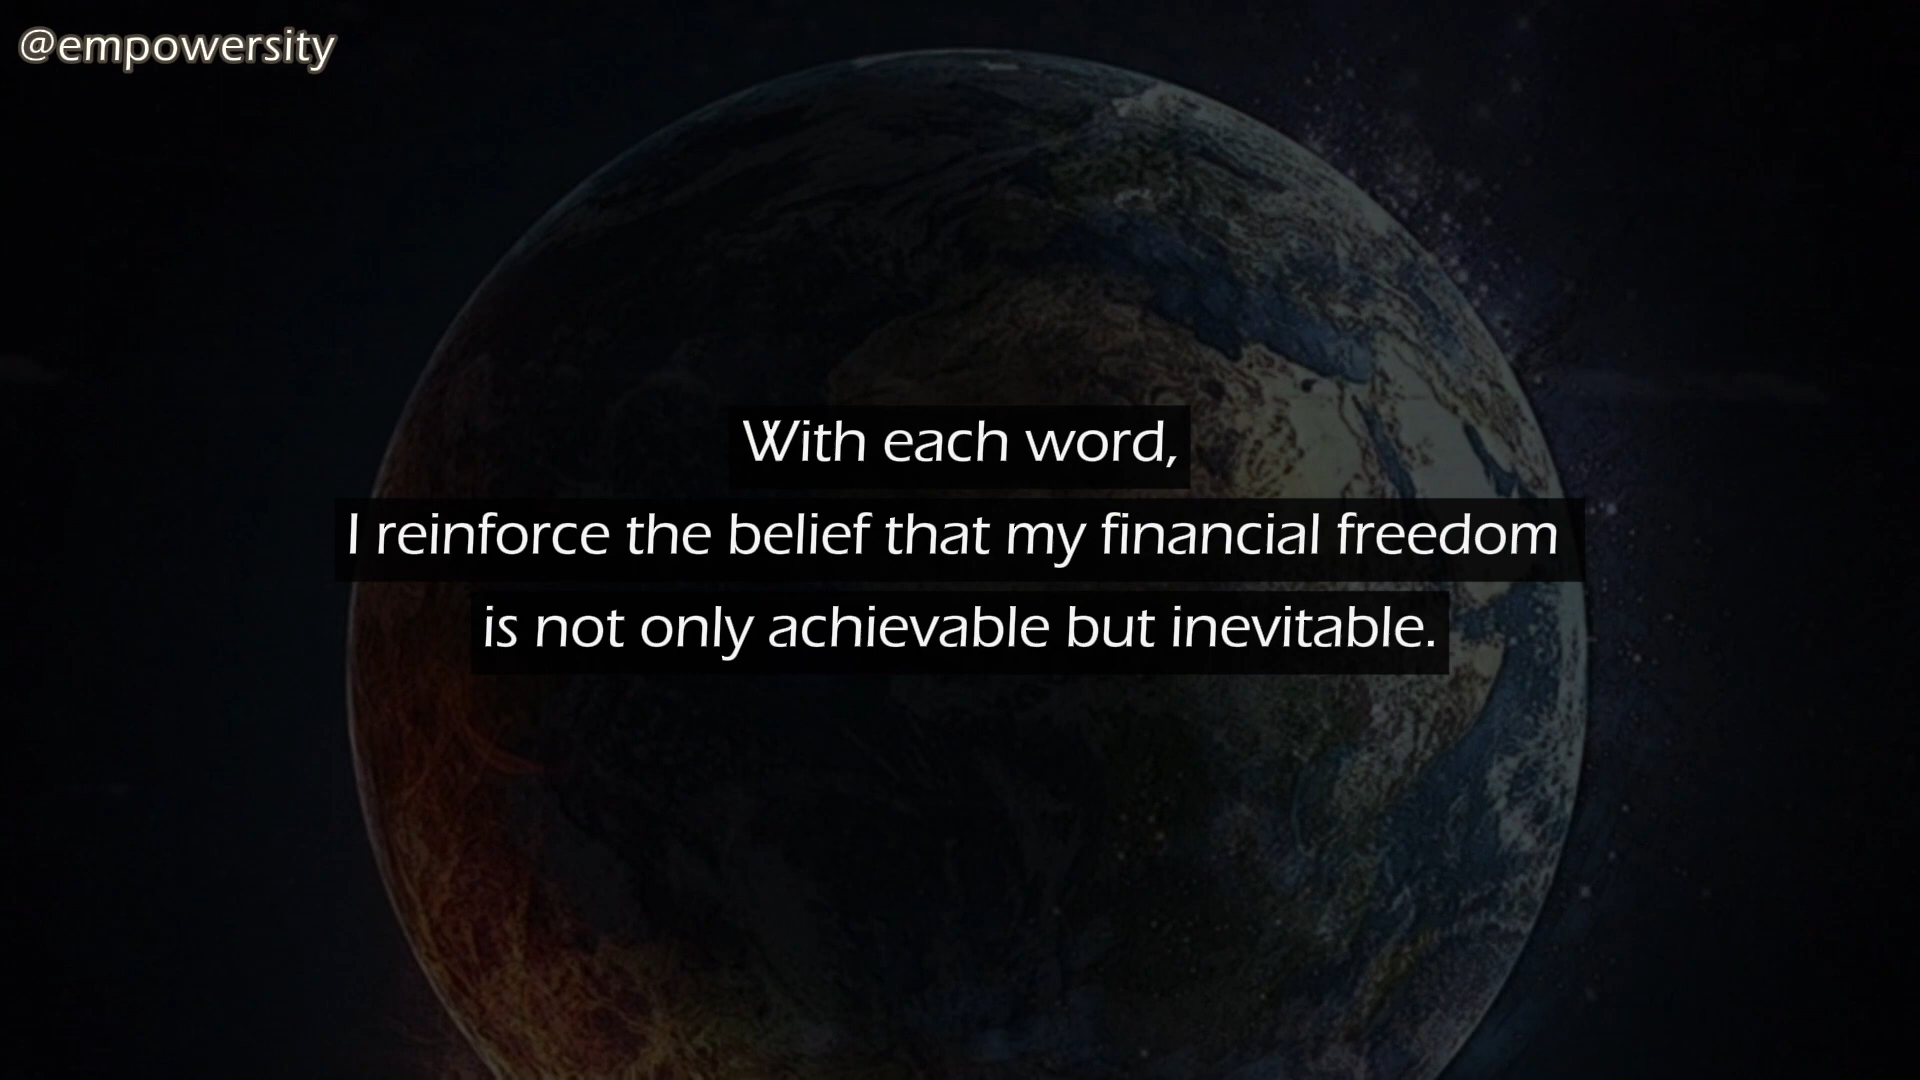 @empowersity
With each word,
I reinforce the belief that my financial freedom
is not only achievable but inevitable.